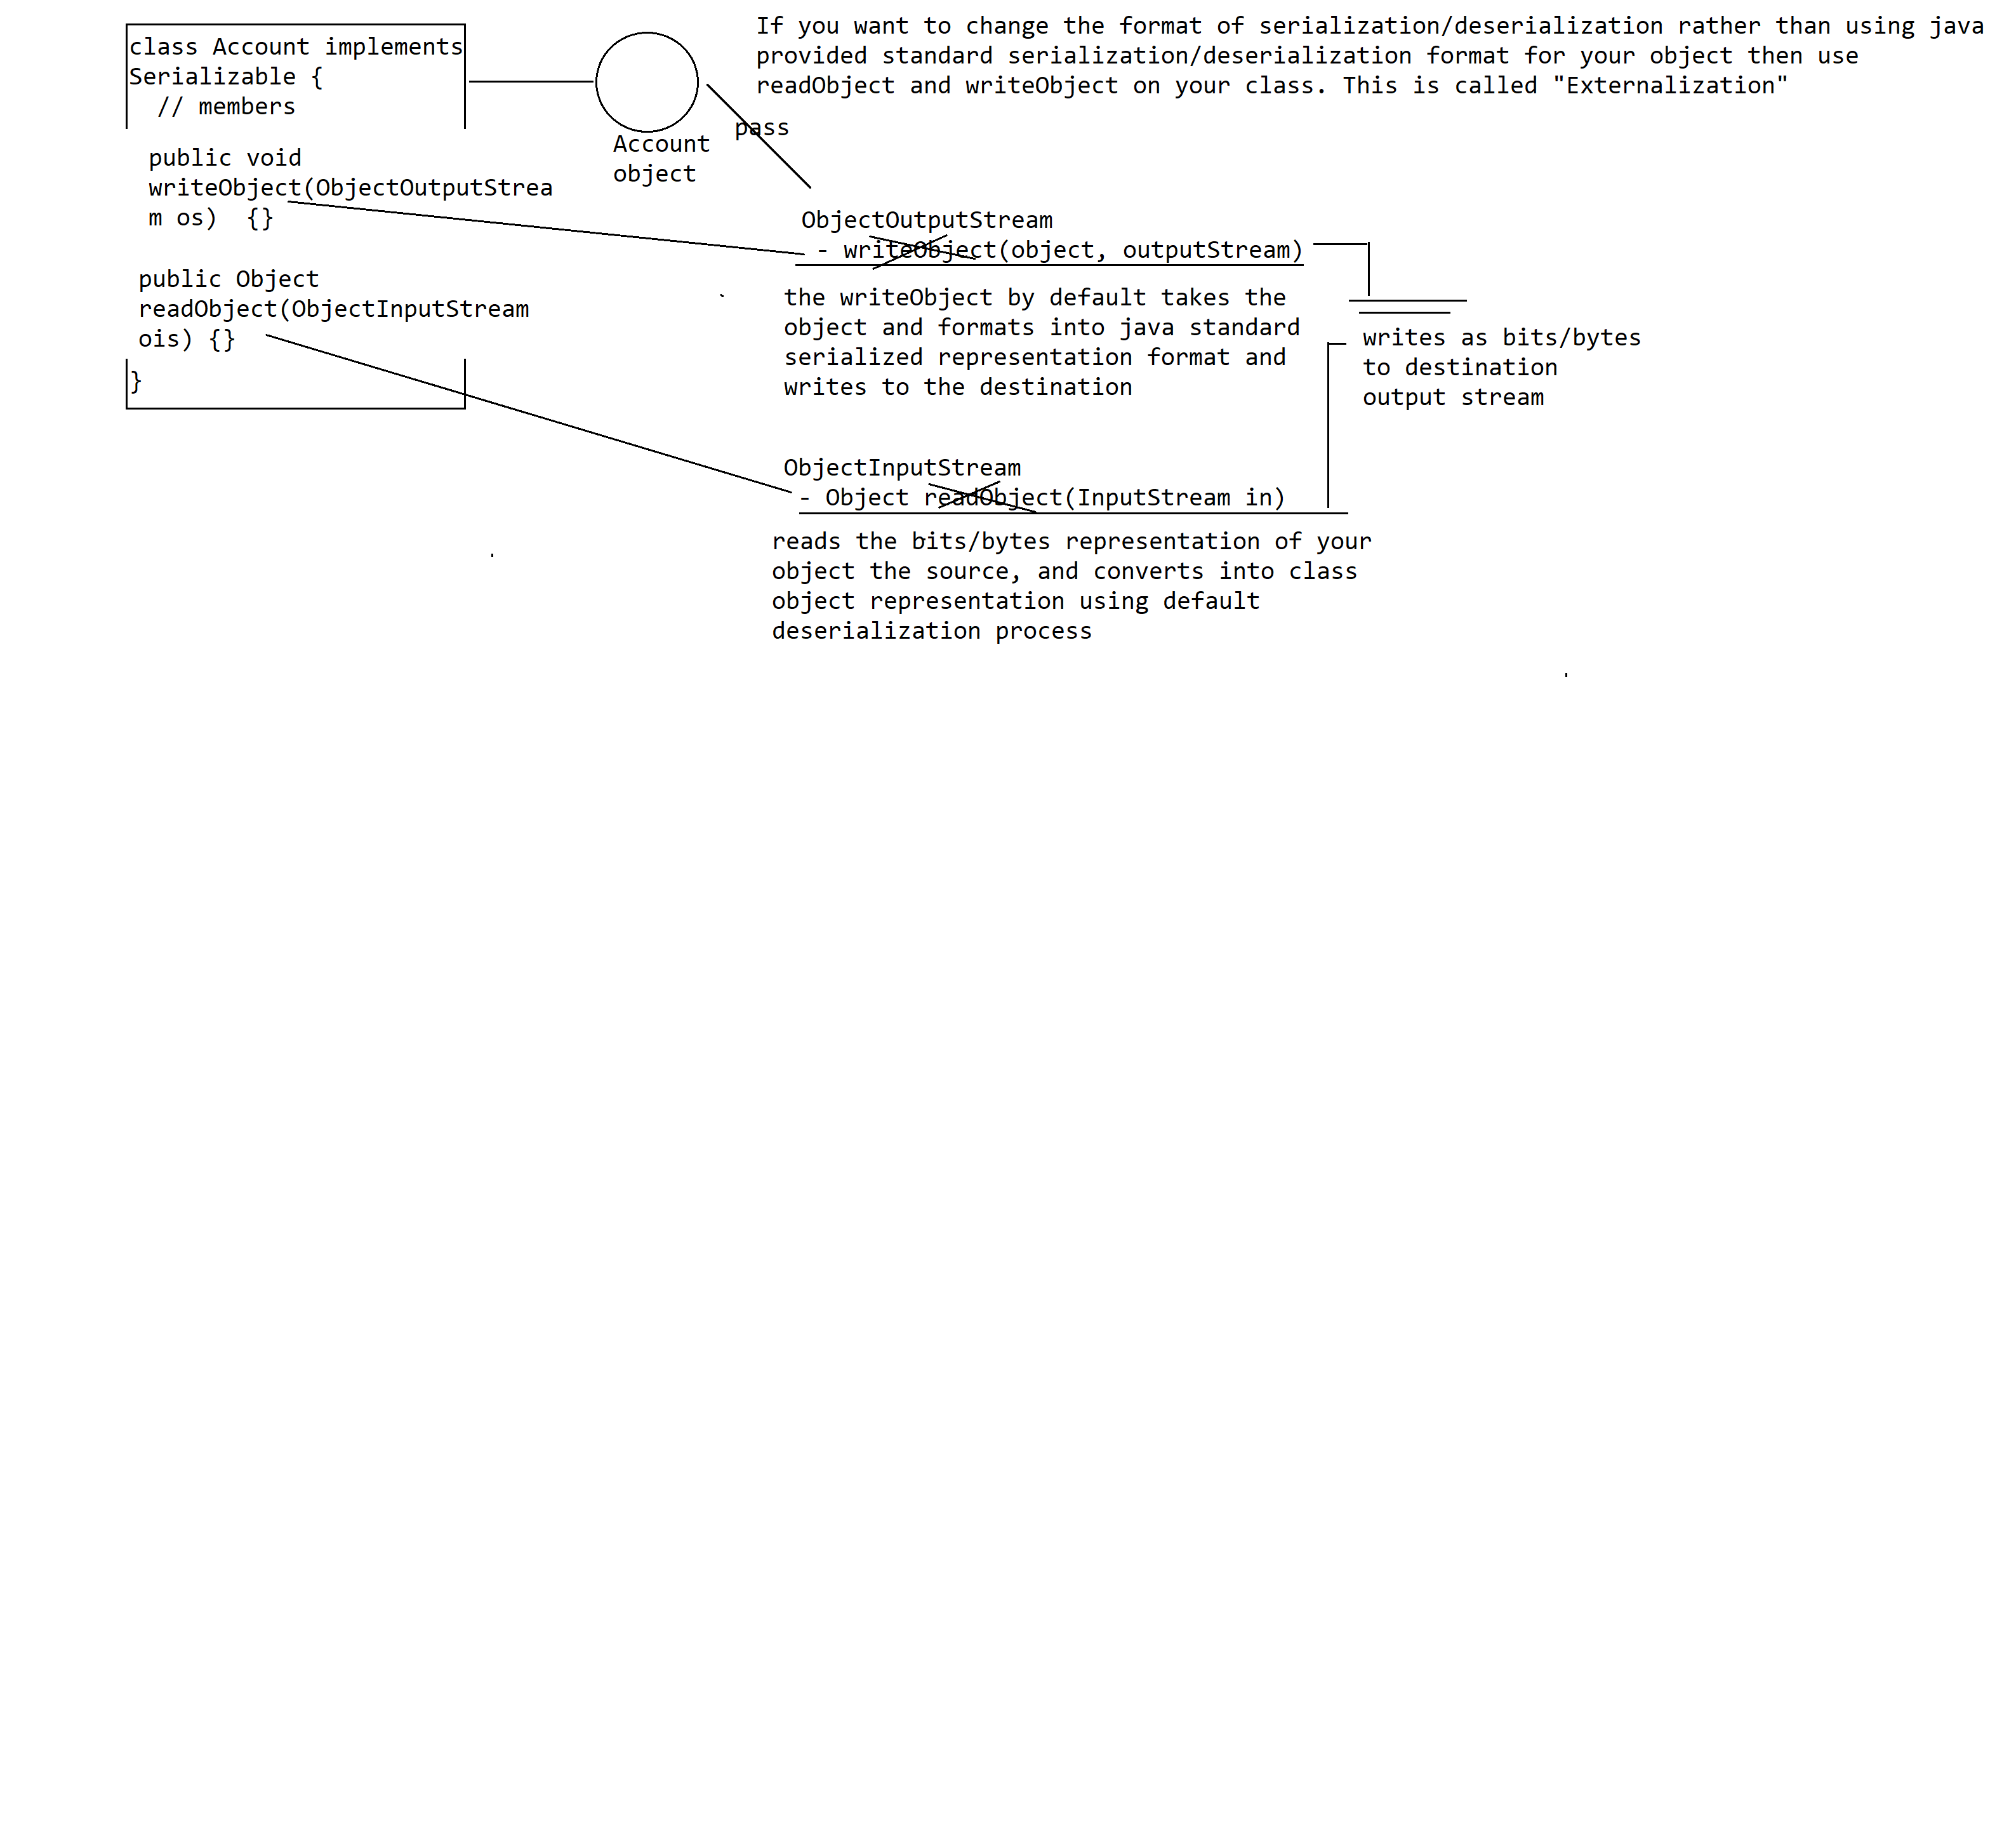 class Account implements
Serializable {
  // members
public void
writeObject(ObjectOutputStrea
m os)  {}
public Object
readObject(ObjectInputStream
ois) {}
}
Account
object
pass
If you want to change the format of serialization/deserialization rather than using java
provided standard serialization/deserialization format for your object then use
readObject and writeObject on your class. This is called "Externalization"
ObjectOutputStream
- writeObject(object, outputStream)
the writeObject by default takes the
object and formats into java standard
serialized representation format and
writes to the destination
writes as bits/bytes
to destination
output stream
ObjectInputStream
- Object readObject(InputStream in)
reads the bits/bytes representation of your
object the source, and converts into class
object representation using default
deserialization process